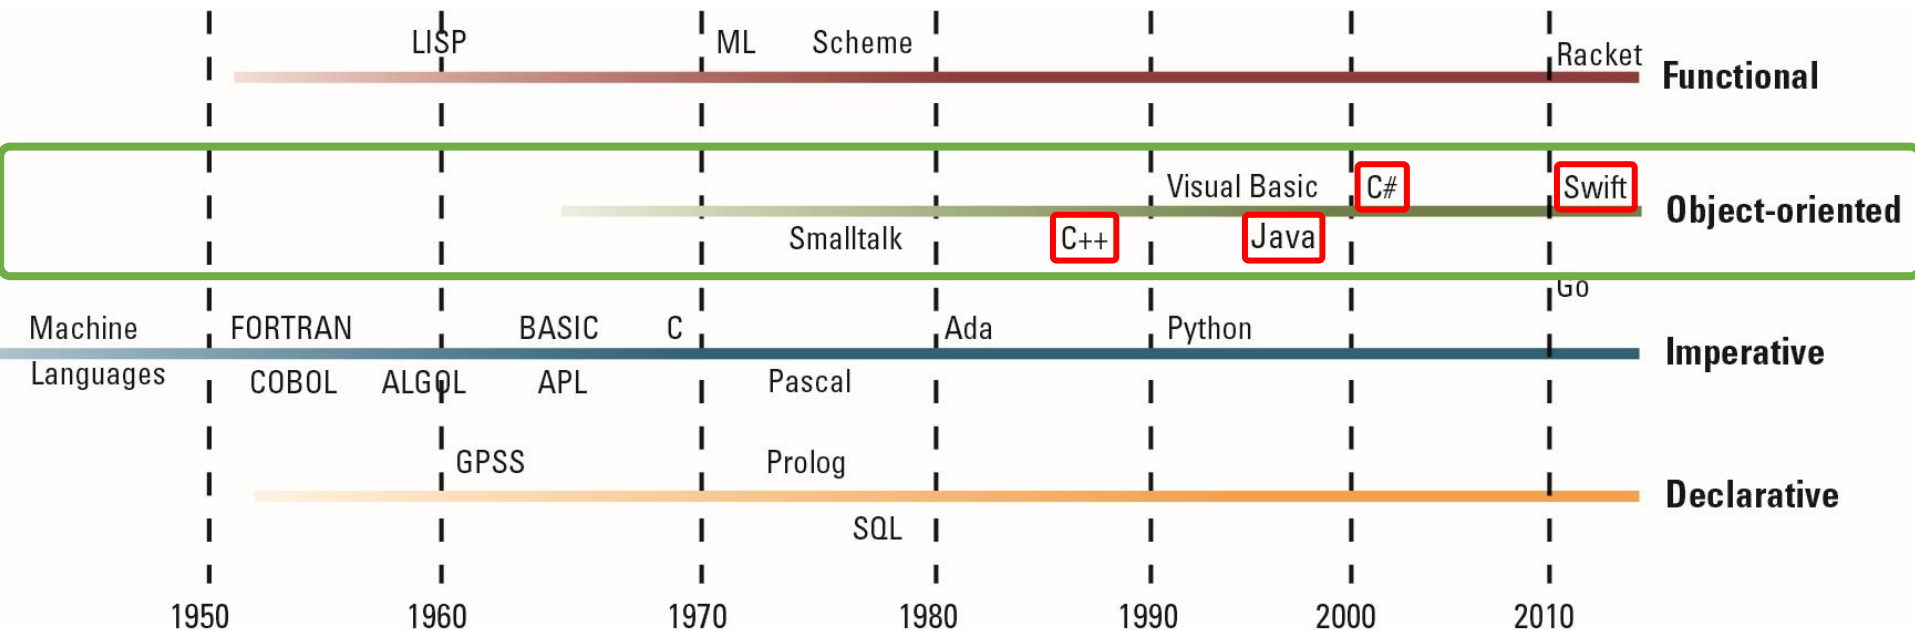 LISP ML Scheme Racket
Functional
Visual Basic C# Swift
Object-oriented
Smalltalk C++ Java
Go
Machine FORTRAN BASIC C Ada Python
Imperative
Languages COBOL ALGOL APL Pascal
GPSS Prolog
Declarative
SQL
1950 1960 1970 1980 1990 2000 2010